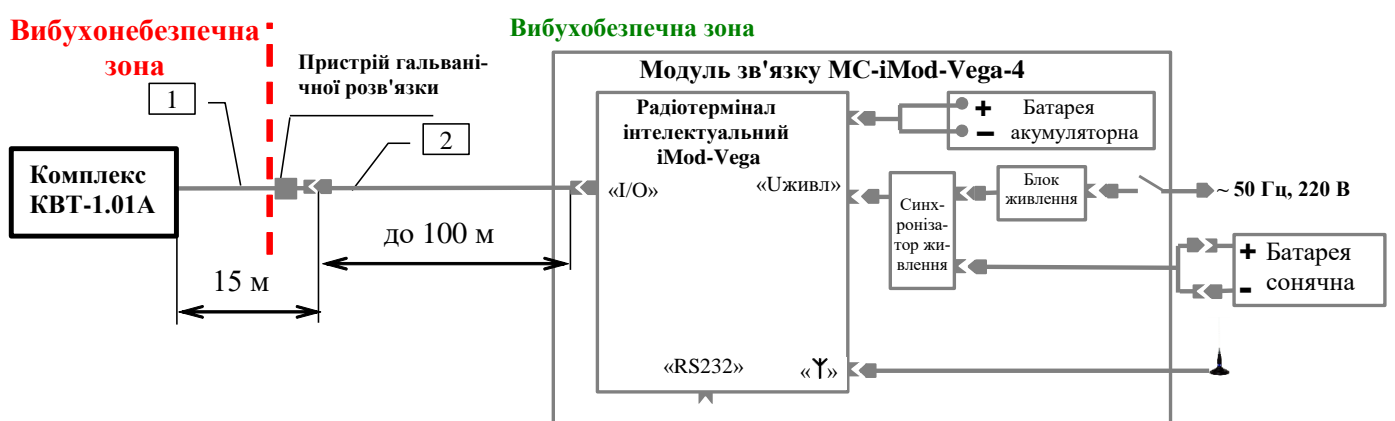 Вибухонебезпечна
зона
Вибухобезпечна зона
Пристрій гальвані-
чної розв'язки
1
2
Комплекс
КВТ-1.01А
15 м
до 100 м
Модуль зв'язку МС-iMod-Vega-4
Радіотермінал
інтелектуальний
iMod-Vega
«I/O»
«Uживл»
«RS232»
«»
+
−
Батарея
акумуляторна
Синх-
роніза-
тор жи-
влення
Блок
живлення
~ 50 Гц, 220 В
+
-
Батарея
сонячна